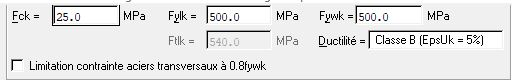 Fck = 25.0 MPa Fylk = 500.0 MPa Fywk = 500.0 MPa
Ftlk = 540.0 MPa Ductilité = Classe B (EpsUk = 5%)
Limitation contrainte aciers transversaux à 0.8fywk